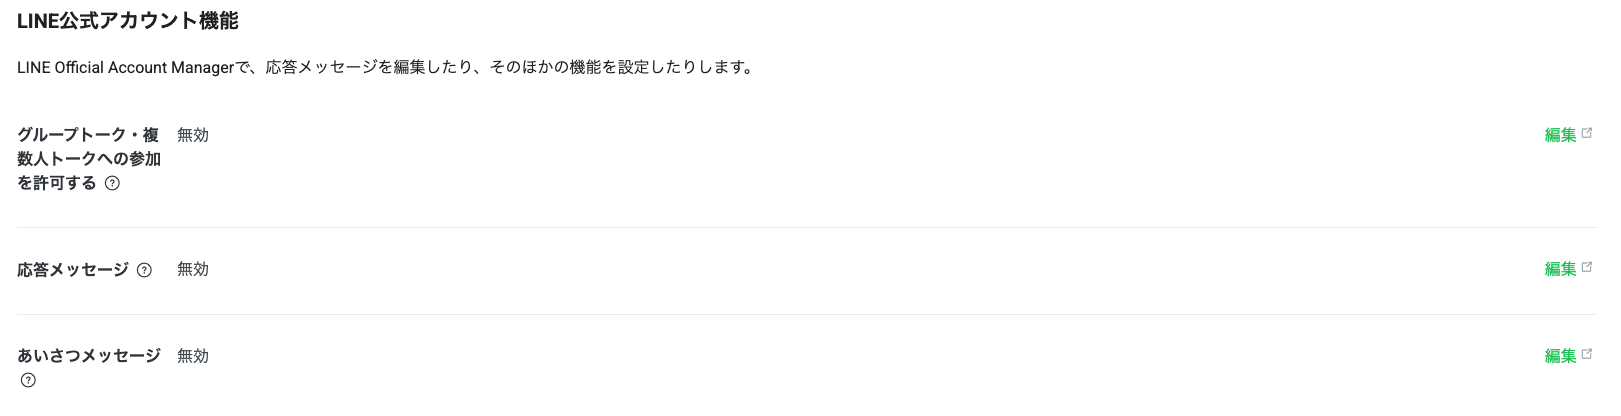 LINE公式アカウント機能
LINE Official Account Managerで、応答メッセージを編集したり、そのほかの機能を設定したりします。
グループトーク・複 無効 編集
数人トークへの参加
を許可する ?
応答メッセージ ? 無効 編集
あいさつメッセージ 無効 編集
?